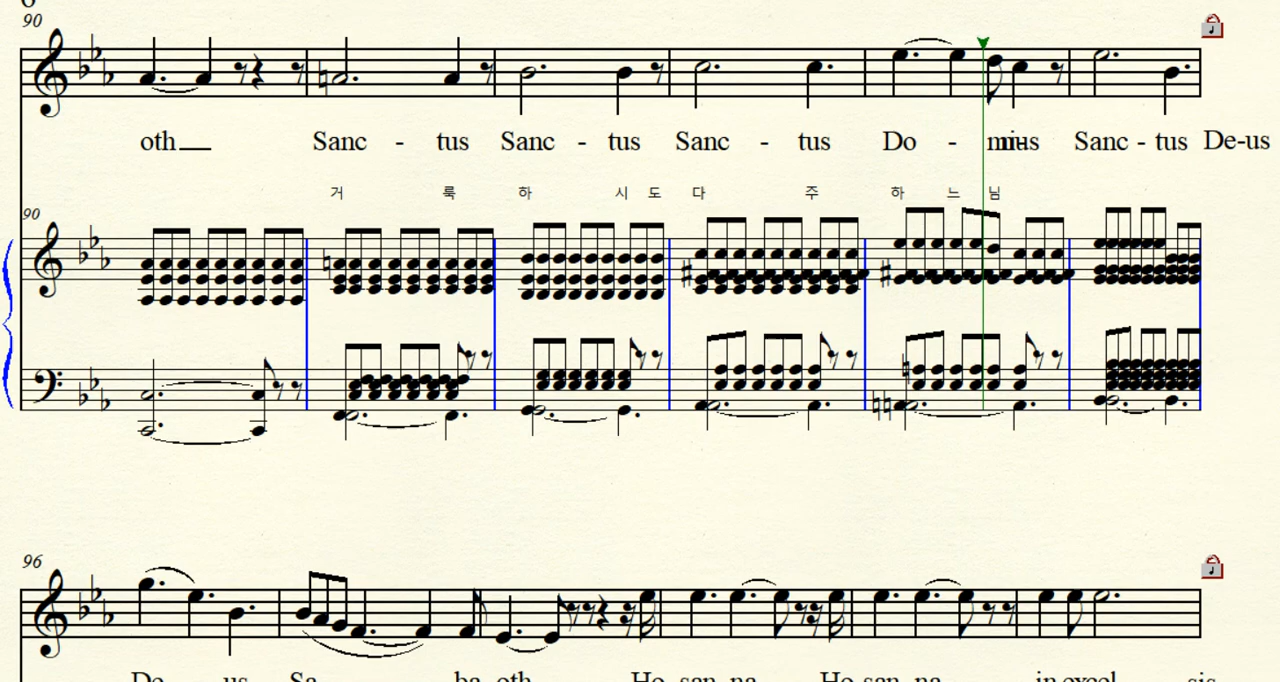 90
oth Sanc - tus Sanc - tus Sanc - tus Do - Sanc - tus De-us
거 룩 하 시 도 다 주 하 느 님
90
96
De us Sa ba oth Ho san na Ho san na in excel sis